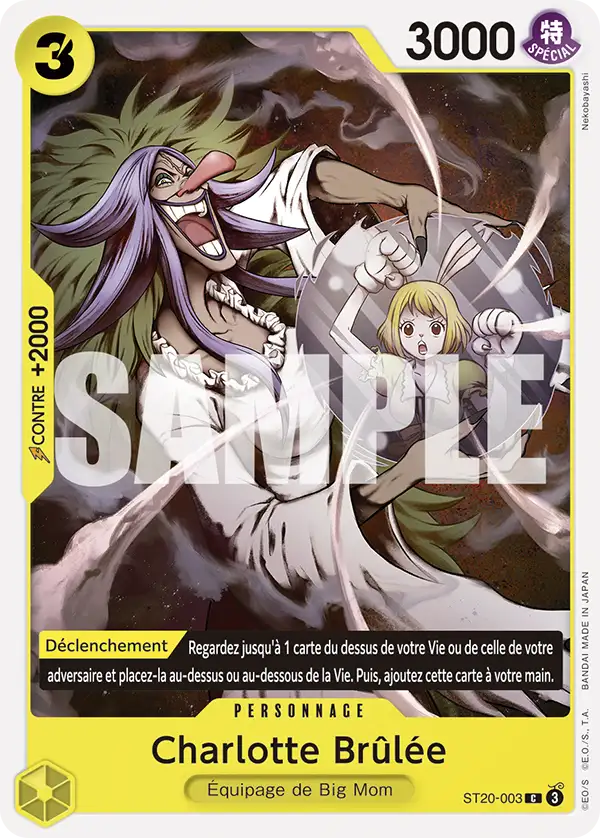 3
3000
特
SPÉCIAL
Nekobayashi
CONTRE +2000
SAMPLE
Déclenchement Regardez jusqu'à 1 carte du dessus de votre Vie ou de celle de votre
adversaire et placez-la au-dessus ou au-dessous de la Vie. Puis, ajoutez cette carte à votre main.
PERSONNAGE
Charlotte Brûlée
Équipage de Big Mom
ST20-003 C 3
©EO/S ©E.O./S., T.A. BANDAI MADE IN JAPAN